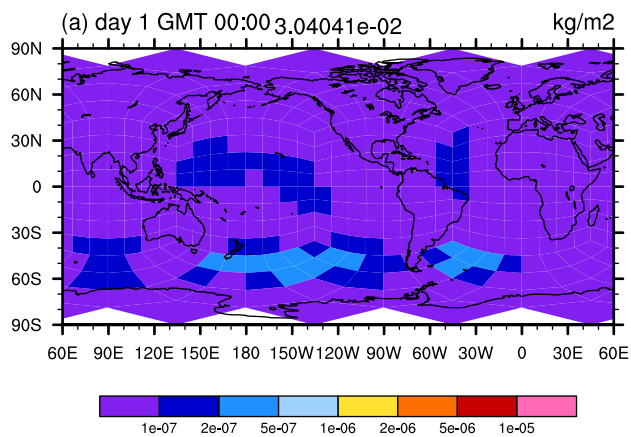 (a) day 1 GMT 00:00 3.04041e-02 kg/m2
90N
60N
30N
0
30S
60S
90S
60E 90E 120E 150E 180 150W 120W 90W 60W 30W 0 30E 60E
1e-07 2e-07 5e-07 1e-06 2e-06 5e-06 1e-05